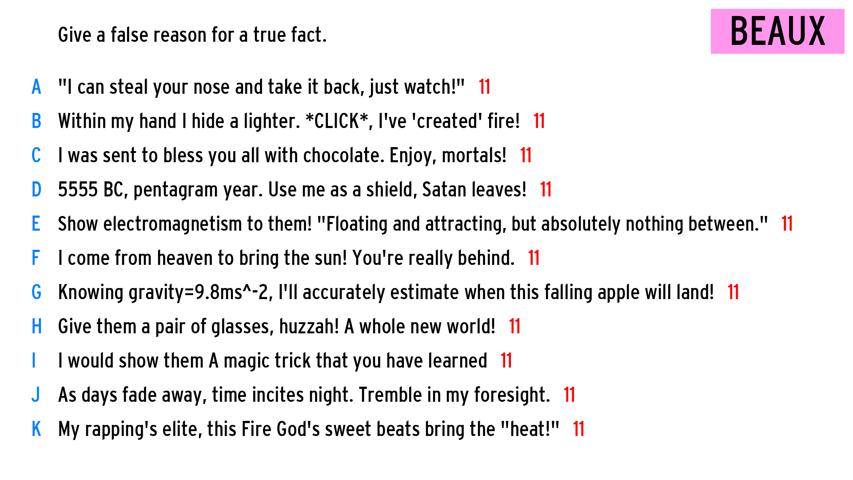 Give a false reason for a true fact.
BEAUX
A "I can steal your nose and take it back, just watch!" 11
B Within my hand I hide a lighter. *CLICK*, I've 'created' fire! 11
C I was sent to bless you all with chocolate. Enjoy, mortals! 11
D 5555 BC, pentagram year. Use me as a shield, Satan leaves! 11
E Show electromagnetism to them! "Floating and attracting, but absolutely nothing between." 11
F I come from heaven to bring the sun! You're really behind. 11
G Knowing gravity=9.8ms^-2, I'll accurately estimate when this falling apple will land! 11
H Give them a pair of glasses, huzzah! A whole new world! 11
I I would show them A magic trick that you have learned 11
J As days fade away, time incites night. Tremble in my foresight. 11
K My rapping's elite, this Fire God's sweet beats bring the "heat!" 11